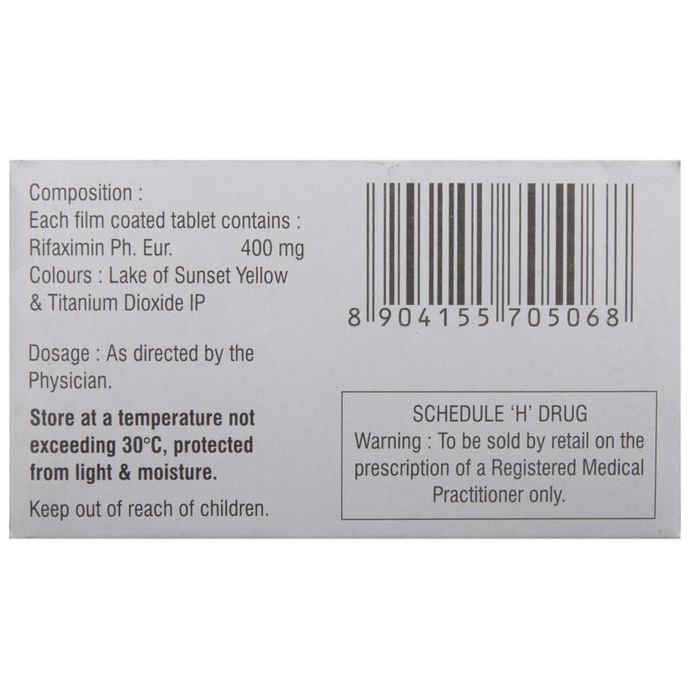 Composition :
Each film coated tablet contains :
Rifaximin Ph. Eur. 400 mg
Colours : Lake of Sunset Yellow
& Titanium Dioxide IP
Dosage : As directed by the
Physician.
Store at a temperature not
exceeding 30°C, protected
from light & moisture.
Keep out of reach of children.
8 904155 705068
SCHEDULE ‘H’ DRUG
Warning : To be sold by retail on the
prescription of a Registered Medical
Practitioner only.